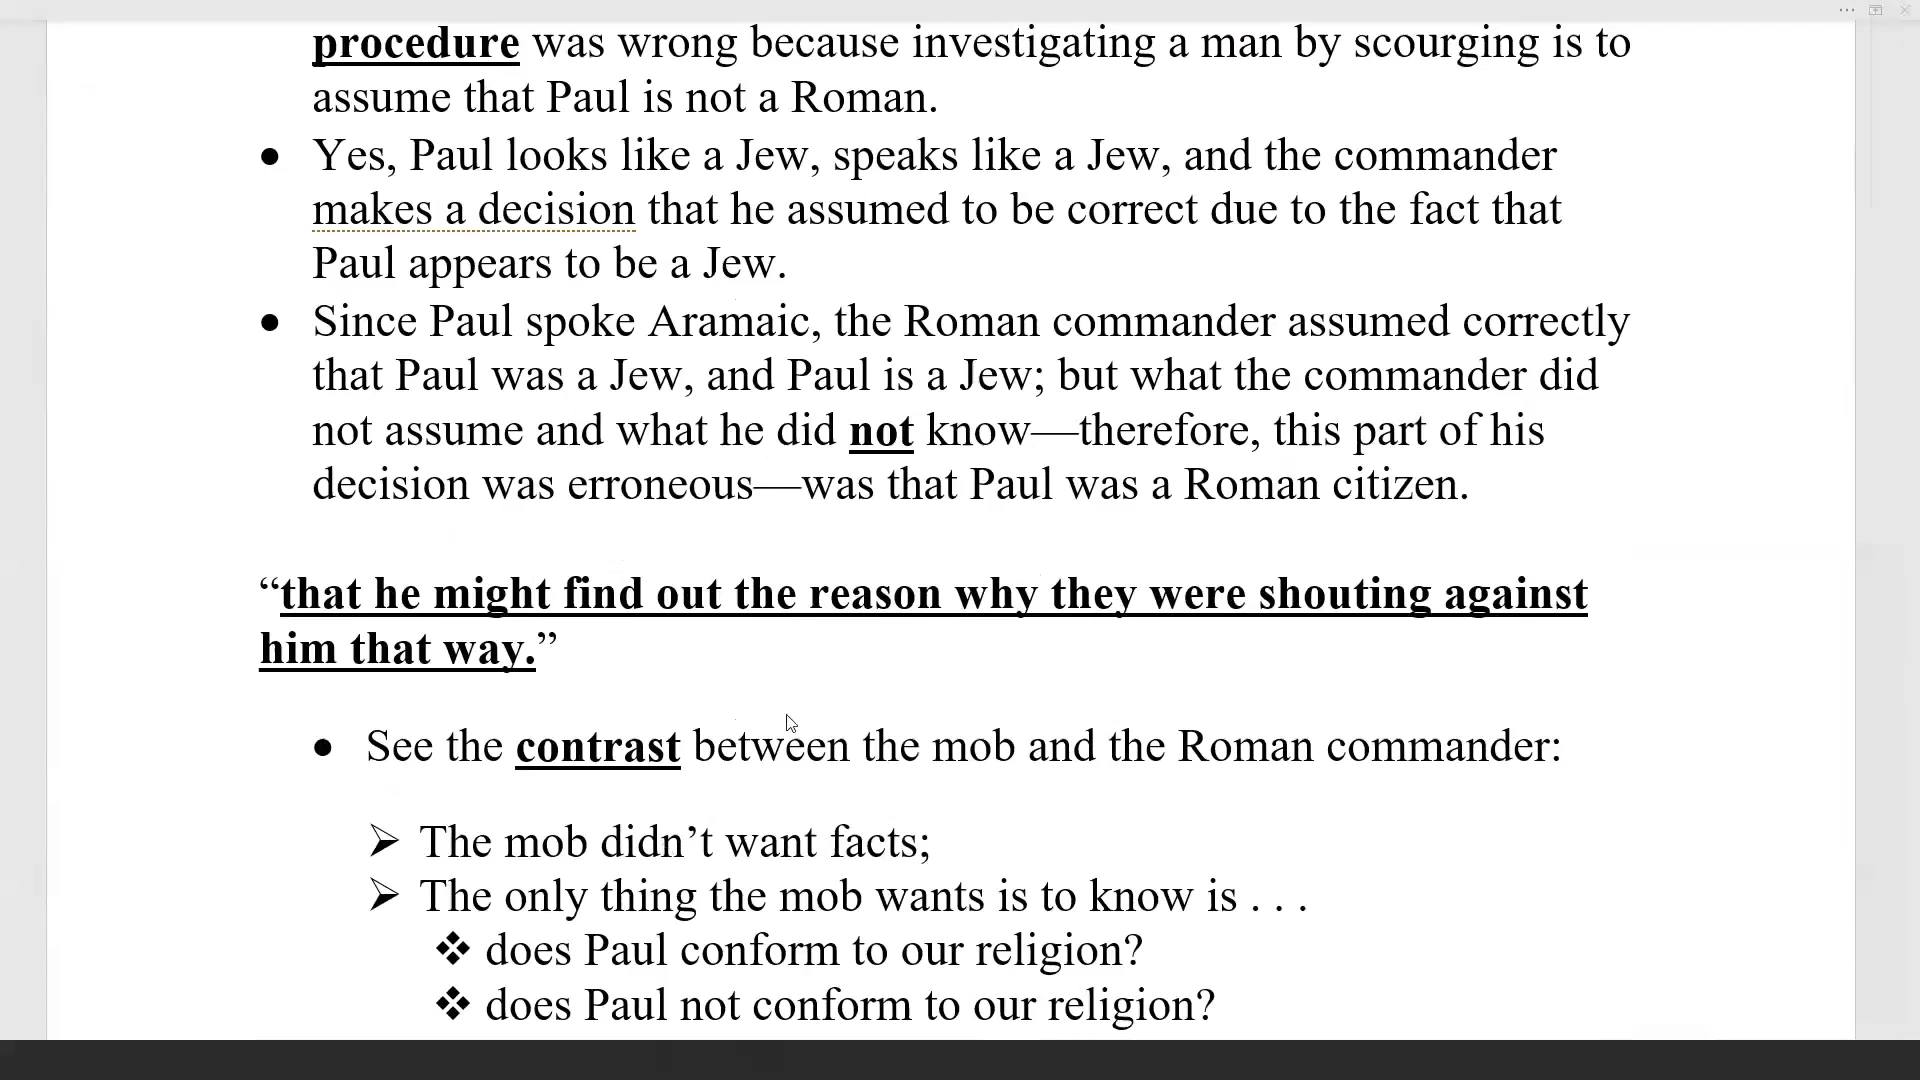 procedure was wrong because investigating a man by scourging is to
assume that Paul is not a Roman.
• Yes, Paul looks like a Jew, speaks like a Jew, and the commander
makes a decision that he assumed to be correct due to the fact that
Paul appears to be a Jew.
• Since Paul spoke Aramaic, the Roman commander assumed correctly
that Paul was a Jew, and Paul is a Jew; but what the commander did
not assume and what he did not know—therefore, this part of his
decision was erroneous—was that Paul was a Roman citizen.
“that he might find out the reason why they were shouting against
him that way.”
• See the contrast between the mob and the Roman commander:
➢ The mob didn’t want facts;
➢ The only thing the mob wants is to know is . . .
❖ does Paul conform to our religion?
❖ does Paul not conform to our religion?